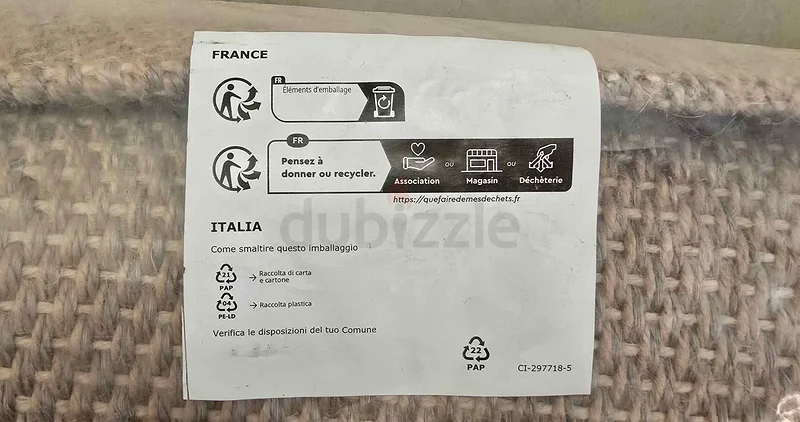 FRANCE
FR
Éléments d'emballage
FR
Pensez à
donner ou recycler.
OU
OU
Association
Magasin
Déchèterie
https://quefairedemesdechets.fr
ITALIA
dubizzle
Come smaltire questo imballaggio
21
PAP
→ Raccolta di carta
e cartone
04
PE-LD
→ Raccolta plastica
Verifica le disposizioni del tuo Comune
22
PAP
CI-297718-5